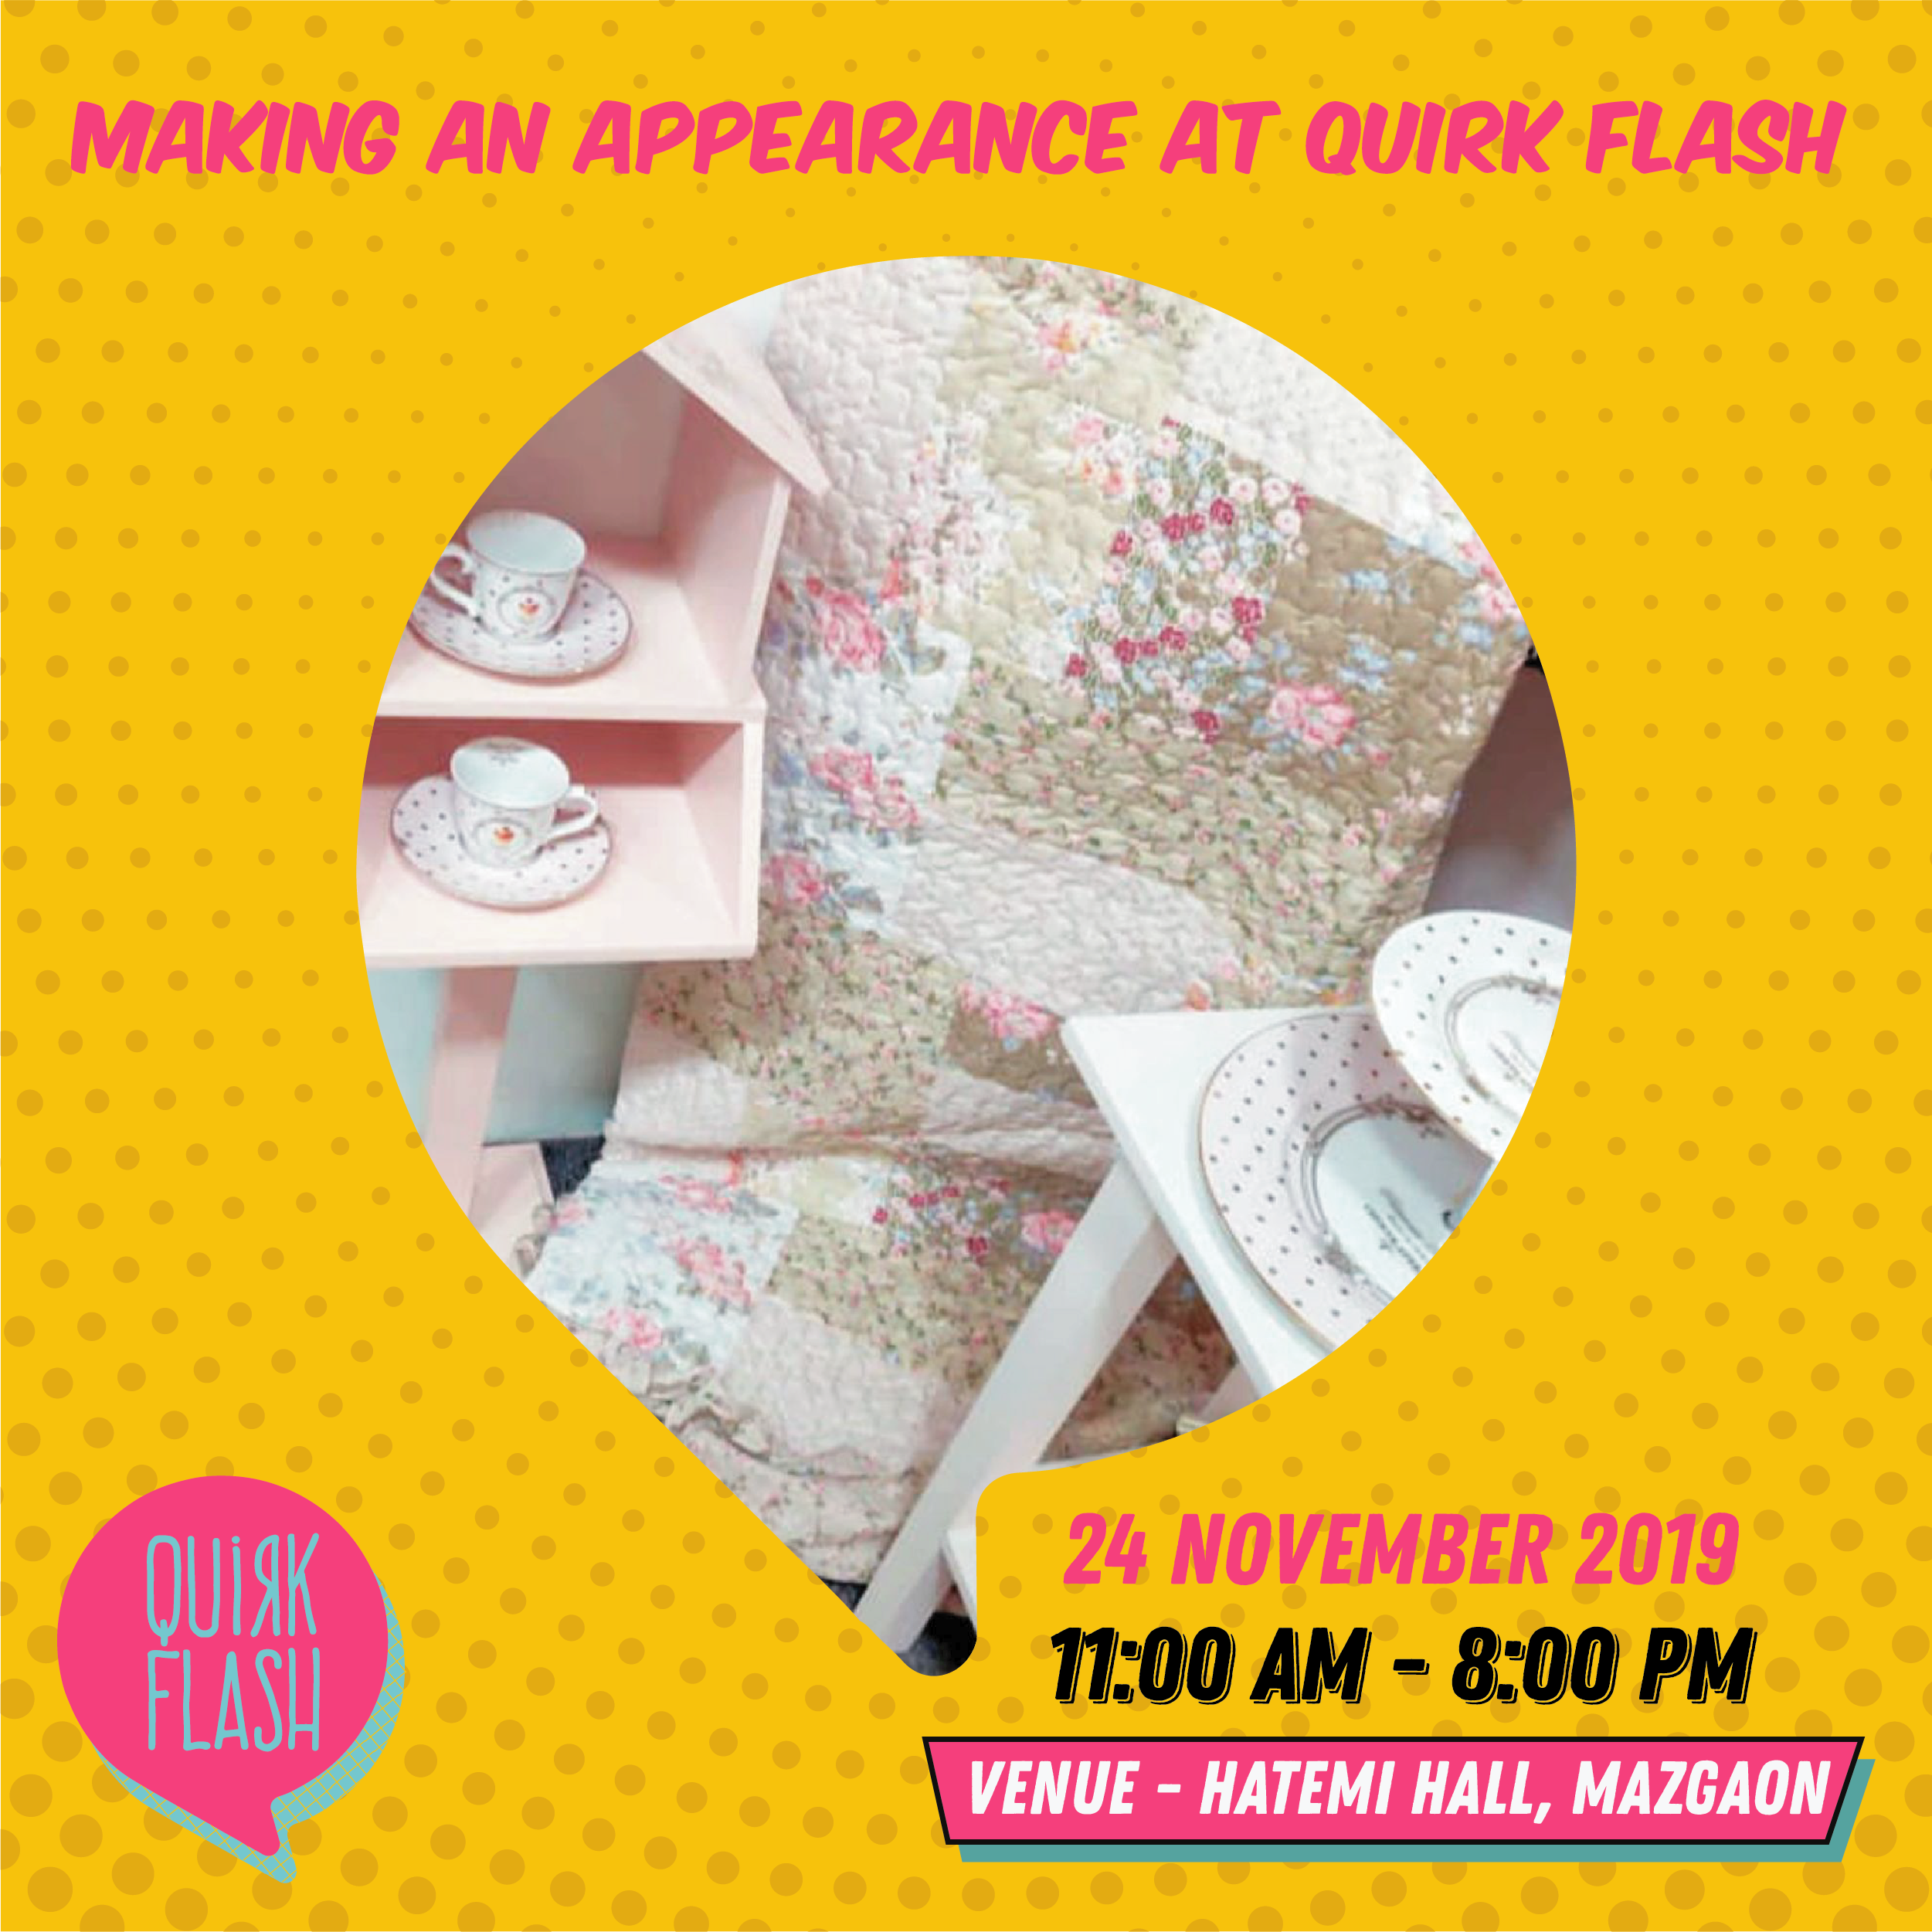 MAKING AN APPEARANCE AT QUIRK FLASH
24 NOVEMBER 2019
11:00 AM - 8:00 PM
VENUE - HATEMI HALL, MAZGAON
QUiRK
FLASH